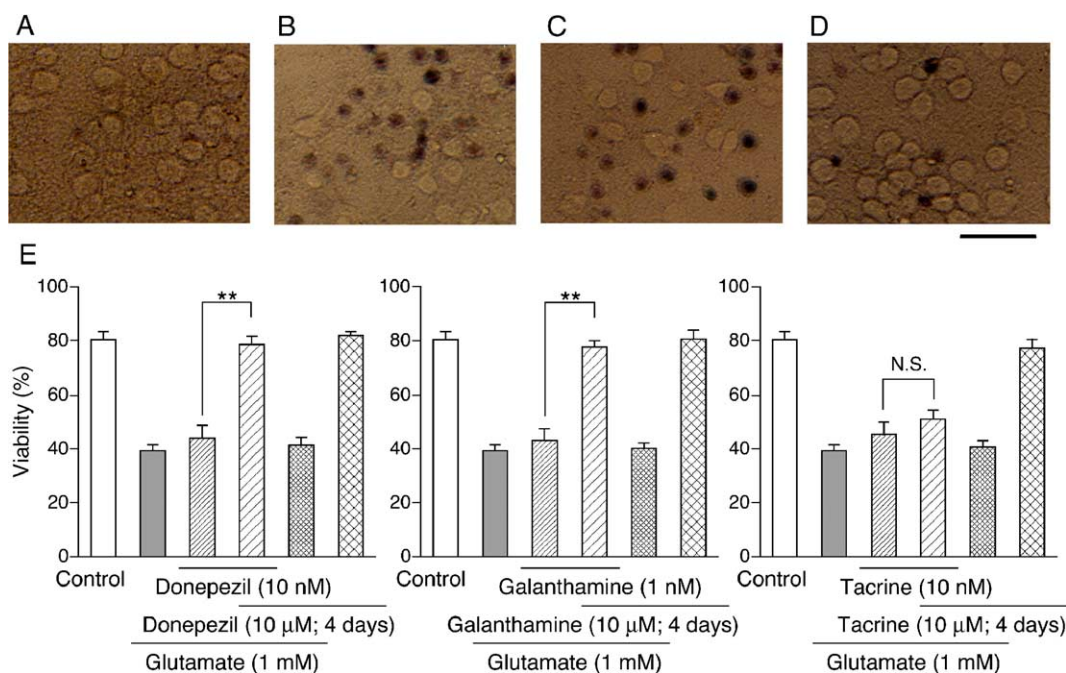 A B C D
E
100 100 100
** **
80 80 80
N.S.
60 60 60
Viability (%)
40 40 40
20 20 20
0 0 0
Control Control Control
Donepezil (10 nM) Galanthamine (1 nM) Tacrine (10 nM)
Donepezil (10 μM; 4 days) Galanthamine (10 μM; 4 days) Tacrine (10 μM; 4 days)
Glutamate (1 mM) Glutamate (1 mM) Glutamate (1 mM)